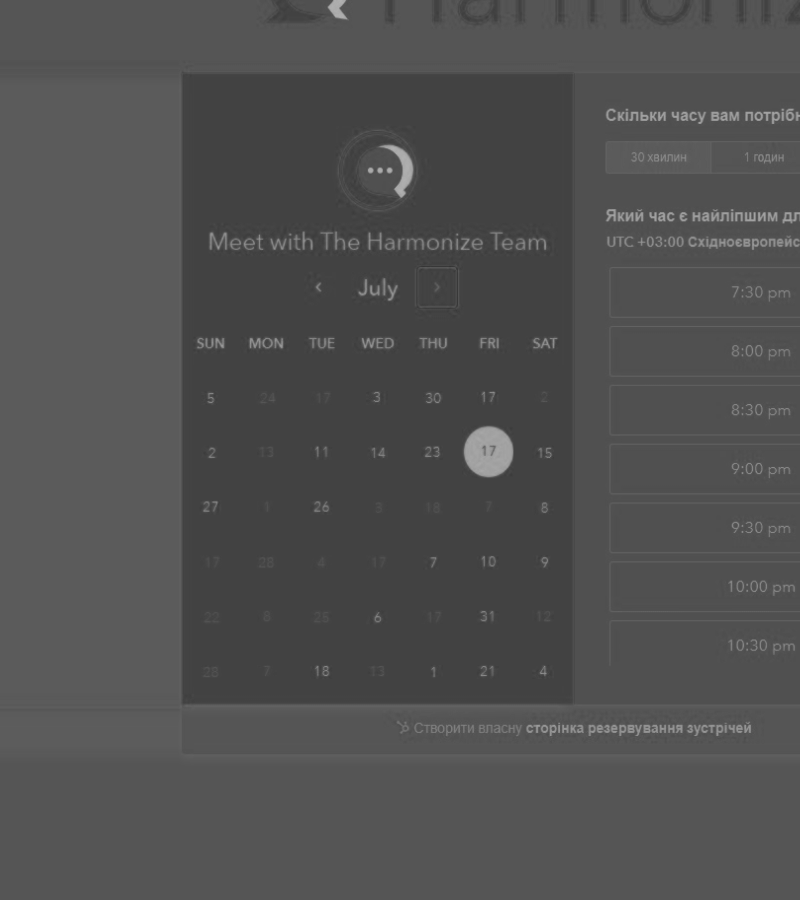 Harmoniz
Meet with The Harmonize Team
‹ July ›
SUN MON TUE WED THU FRI SAT
5 24 17 3 30 17 2
2 13 11 14 23 17 15
27 1 26 3 18 7 8
17 28 4 17 7 10 9
22 8 25 6 17 31 12
28 7 18 13 1 21 4
Скільки часу вам потрібн
30 хвилин 1 годин
Який час є найліпшим дл
UTC +03:00 Східноєвропейс
7:30 pm
8:00 pm
8:30 pm
9:00 pm
9:30 pm
10:00 pm
10:30 pm
Створити власну сторінка резервування зустрічей